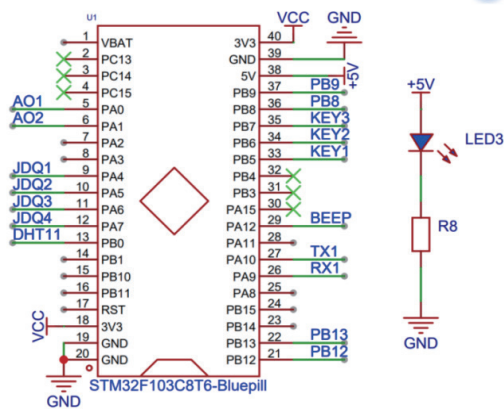 U1
VCC
GND
1 VBAT 3V3 40
2 PC13 GND 39
3 PC14 5V 38 +5V
4 PC15 PB9 37 PB9
AO1 5 PA0 PB8 36 PB8
AO2 6 PA1 PB7 35 KEY3
7 PA2 PB6 34 KEY2
8 PA3 PB5 33 KEY1
JDQ1 9 PA4 PB4 32
JDQ2 10 PA5 PB3 31
JDQ3 11 PA6 PA15 30
JDQ4 12 PA7 PA12 29 BEEP
DHT11 13 PB0 PA11 28
14 PB1 PA10 27 TX1
15 PB10 PA9 26 RX1
16 PB11 PA8 25
17 RST PB15 24
VCC 18 3V3 PB14 23
19 GND PB13 22 PB13
20 GND PB12 21 PB12
STM32F103C8T6-Bluepill
GND
+5V
LED3
R8
GND